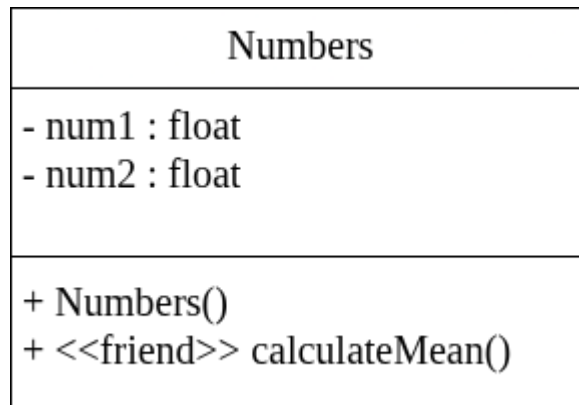 Numbers
- num1 : float
- num2 : float
+ Numbers()
+ <<friend>> calculateMean()